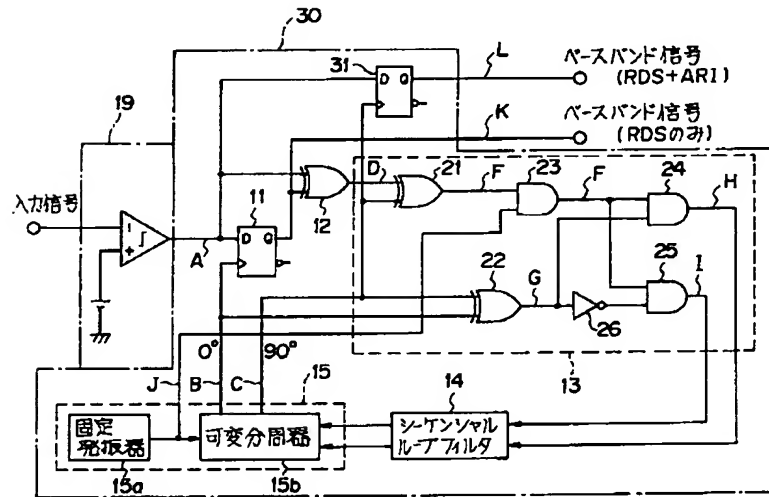 30
31
D
Q
L
ベースバンド信号
(RDS+ARI)
K
ベースバンド信号
(RDSのみ)
19
入力信号
-
+
A
11
D
Q
12
D
21
F
23
F
24
H
25
I
22
G
26
13
0°
90°
J
B
C
15
固定
発振器
15a
可変分周器
15b
14
シーケンシャル
ループフィルタ